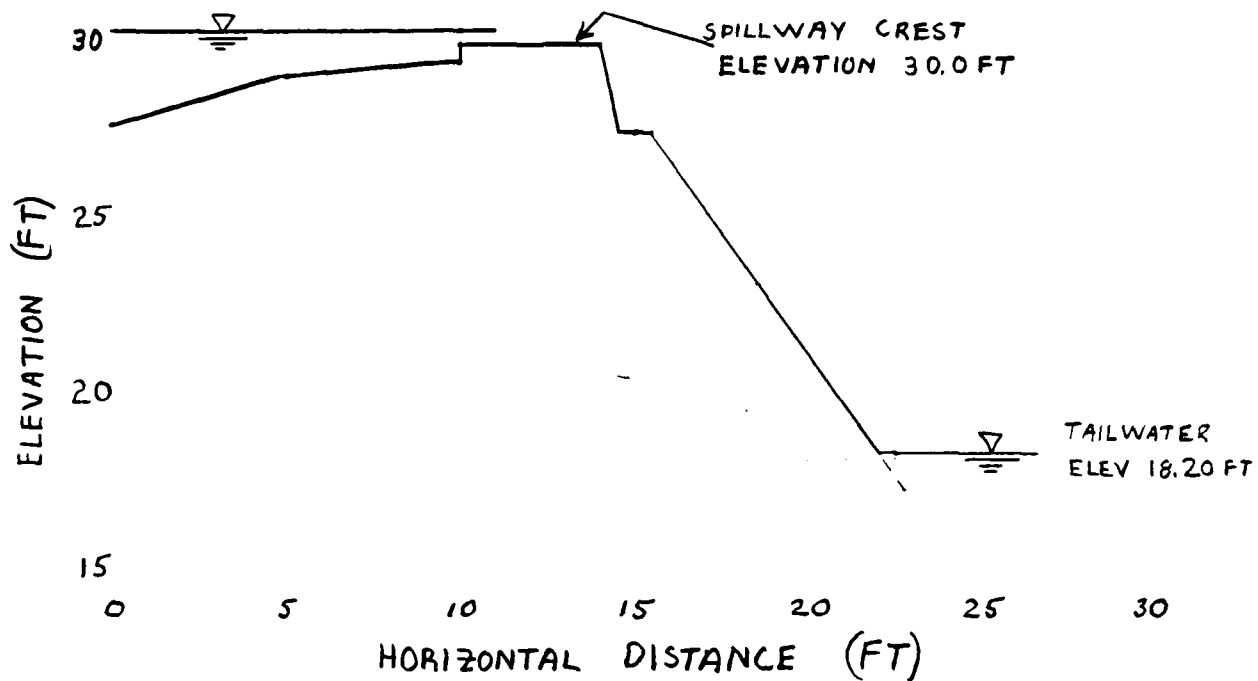 30
SPILLWAY CREST
ELEVATION 30.0 FT
25
ELEVATION (FT)
20
TAILWATER
ELEV 18.20 FT
15
0 5 10 15 20 25 30
HORIZONTAL DISTANCE (FT)